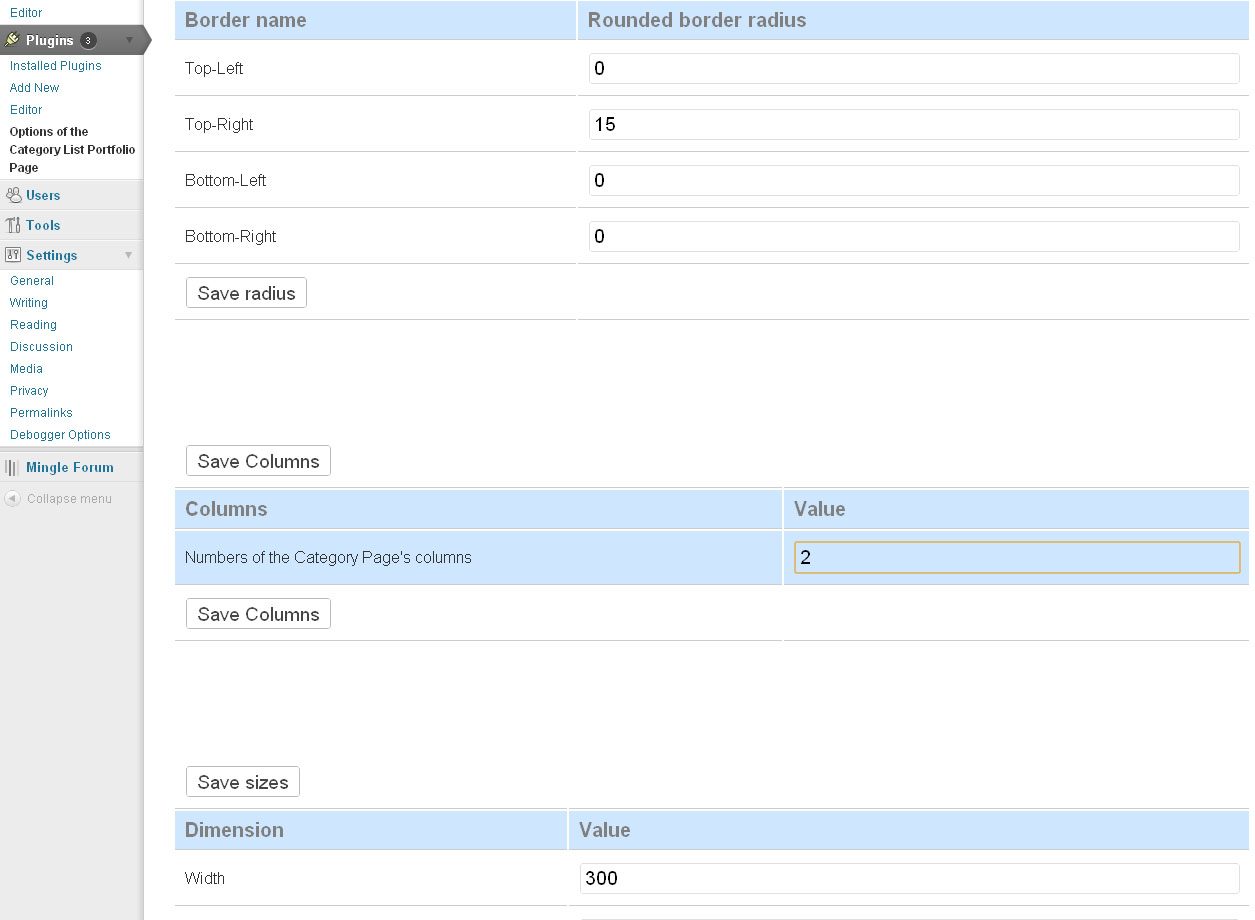 Editor
Plugins 3
Installed Plugins
Add New
Editor
Options of the
Category List Portfolio
Page
Users
Tools
Settings
General
Writing
Reading
Discussion
Media
Privacy
Permalinks
Debogger Options
Mingle Forum
Collapse menu
Border name Rounded border radius
Top-Left 0
Top-Right 15
Bottom-Left 0
Bottom-Right 0
Save radius
Save Columns
Columns Value
Numbers of the Category Page's columns 2
Save Columns
Save sizes
Dimension Value
Width 300